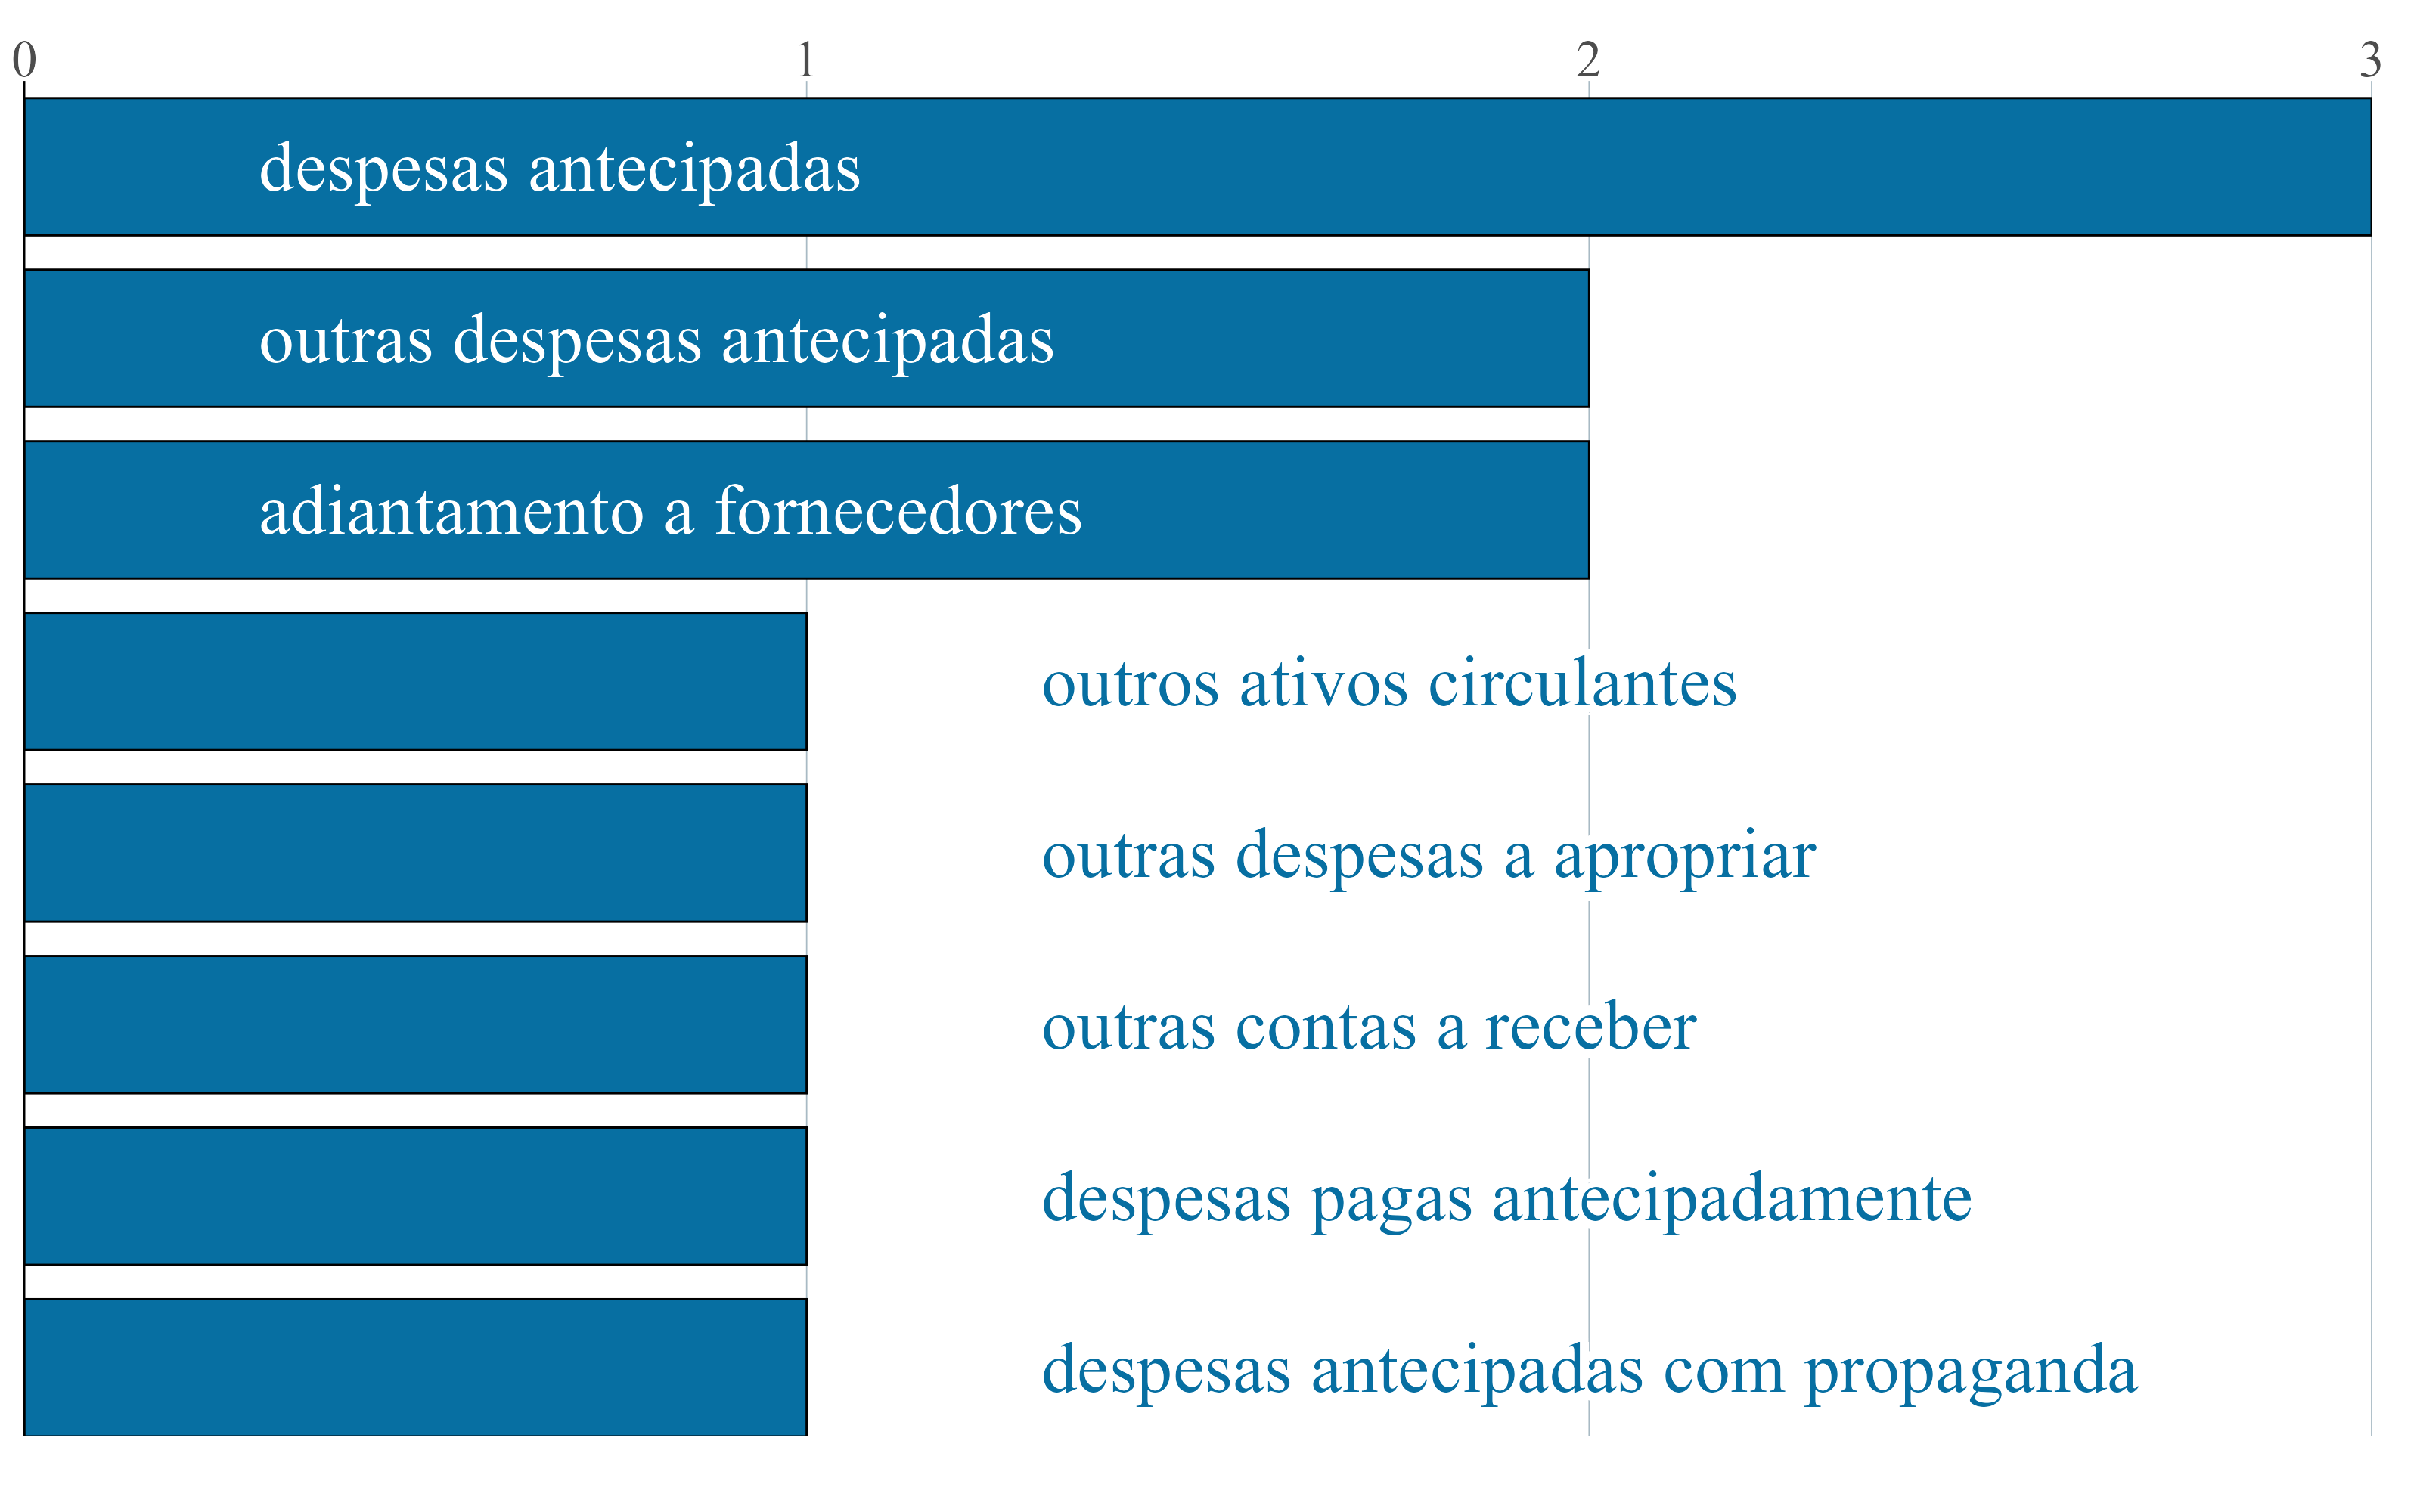 0 1 2 3
depesas antecipadas
outras despesas antecipadas
adiantamento a fornecedores
outros ativos circulantes
outras despesas a apropriar
outras contas a receber
despesas pagas antecipadamente
despesas antecipadas com propaganda